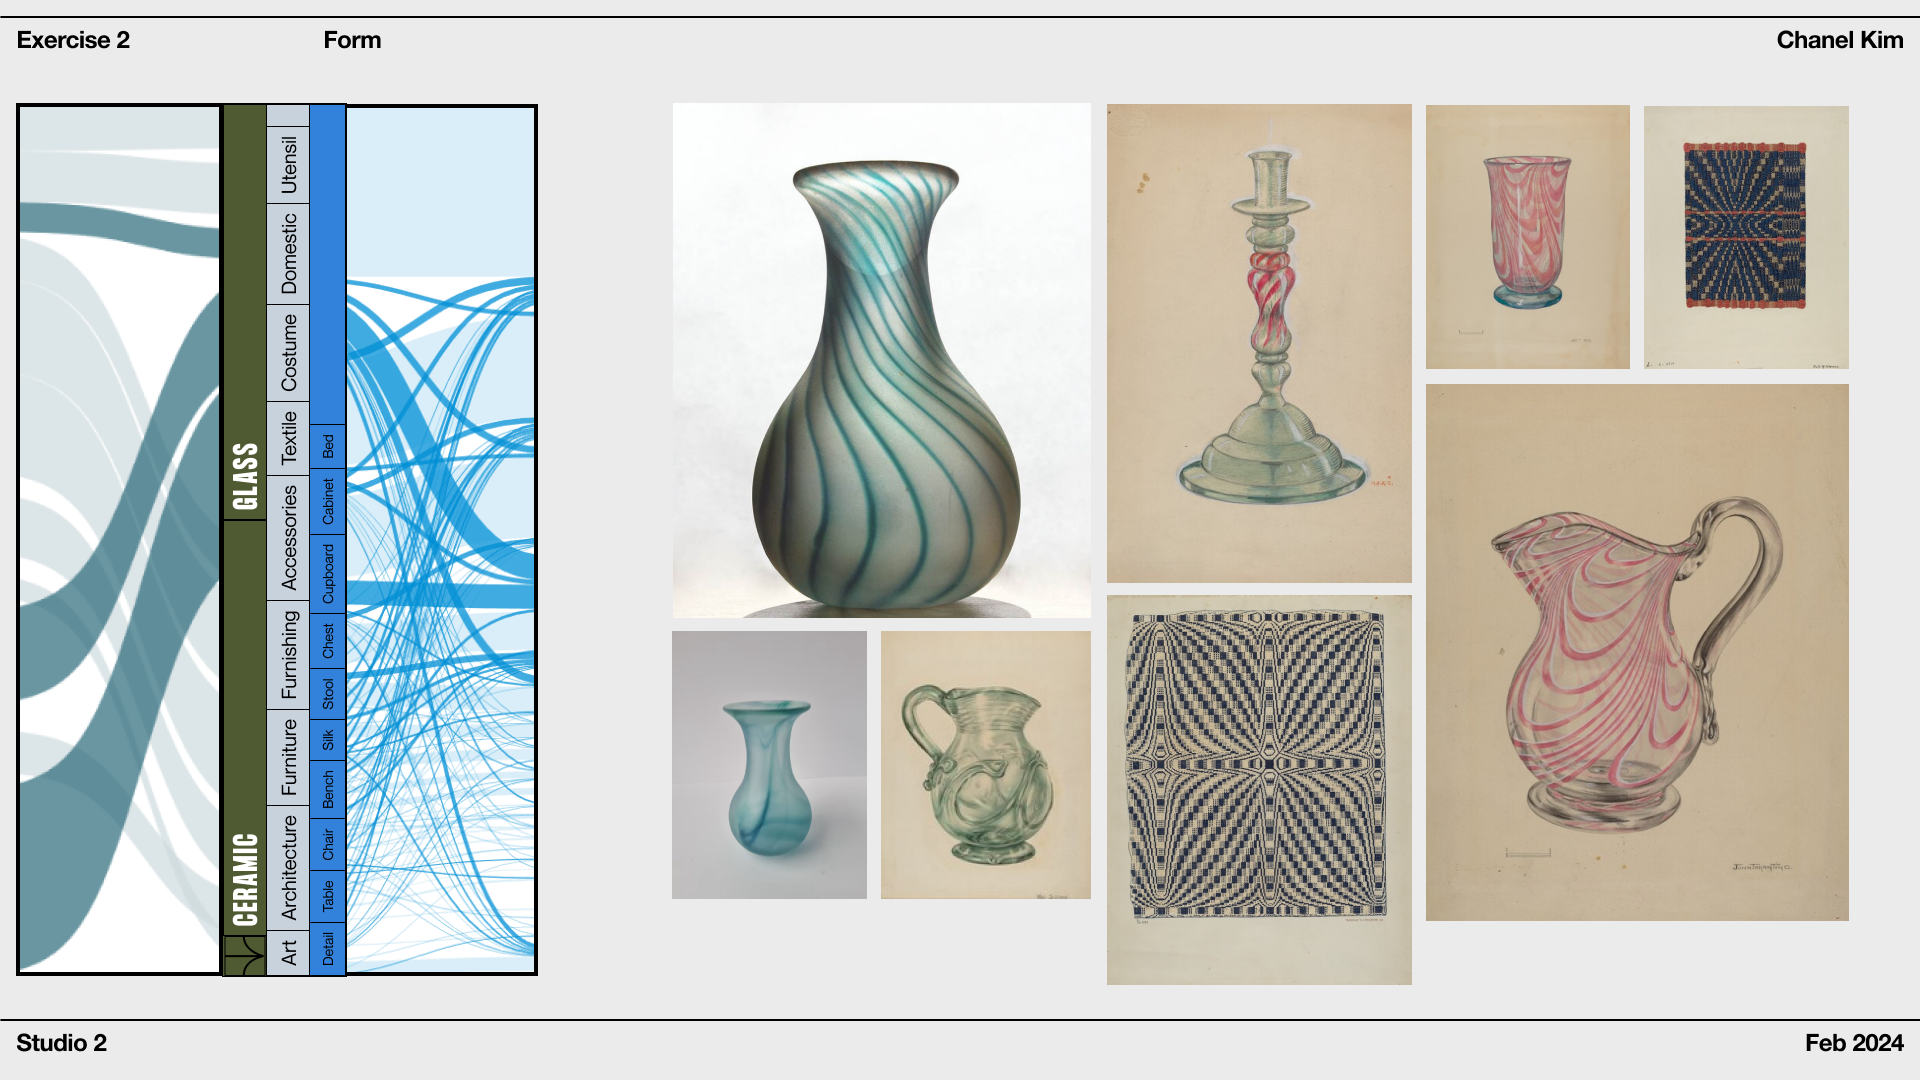 Exercise 2
Form
Chanel Kim
GLASS
CERAMIC
Utensil
Domestic
Costume
Textile
Accessories
Furnishing
Furniture
Architecture
Art
Bed
Cabinet
Cupboard
Chest
Stool
Silk
Bench
Chair
Table
Detail
Studio 2
Feb 2024